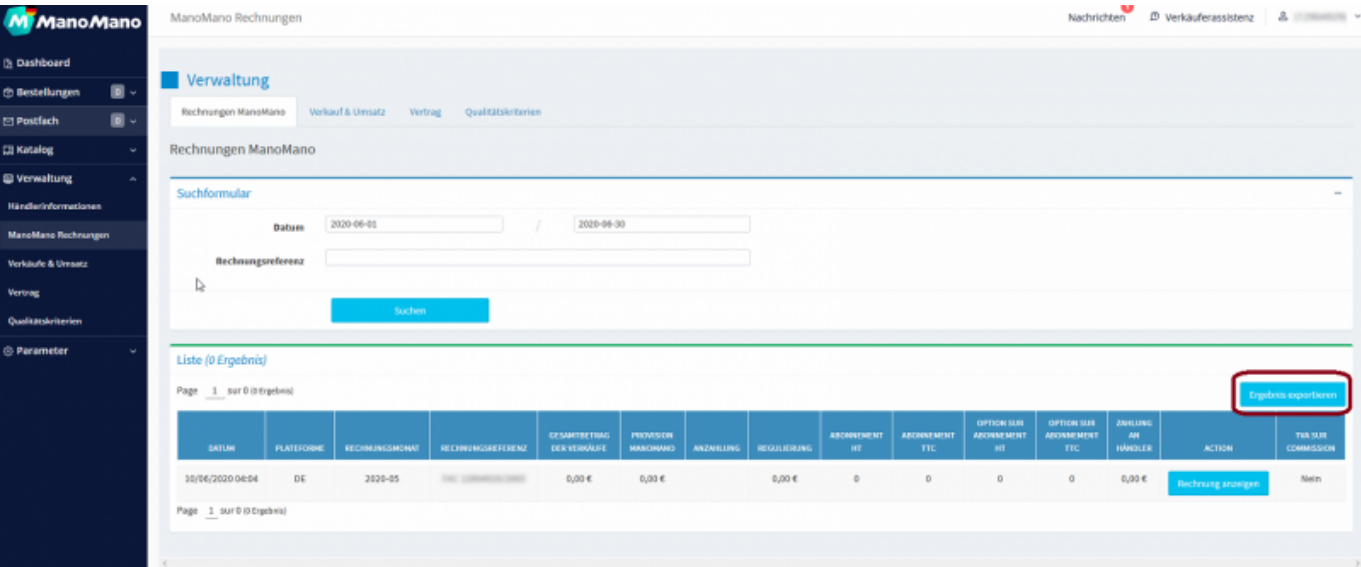 ManoMano
ManoMano Rechnungen
Nachrichten 1
Verkäuferassistenz
Dashboard
Bestellungen 0
Postfach 0
Katalog
Verwaltung
Händlerinformationen
ManoMano Rechnungen
Verkäufe & Umsatz
Vertrag
Qualitätskriterien
Parameter
Verwaltung
Rechnungen ManoMano Verkauf & Umsatz Vertrag Qualitätskriterien
Rechnungen ManoMano
Suchformular
Datum 2020-06-01 / 2020-06-30
Rechnungsreferenz
Suchen
Liste (0 Ergebnis)
Page 1 sur 0 (0 Ergebnis)
Ergebnis exportieren
DATUM PLATEFORME RECHNUNGSMONAT RECHNUNGSREFERENZ GESAMTBETRAG DER VERKÄUFE PROVISION MANOMANO ANZAHLUNG REGULIERUNG ABONNEMENT HT ABONNEMENT TTC OPTION SUR ABONNEMENT HT OPTION SUR ABONNEMENT TTC ZAHLUNG AN HÄNDLER ACTION TVA SUR COMMISSION
10/06/2020 04:04 DE 2020-05 0,00 € 0,00 € 0,00 € 0 0 0 0 0,00 € Rechnung anzeigen Nein
Page 1 sur 0 (0 Ergebnis)